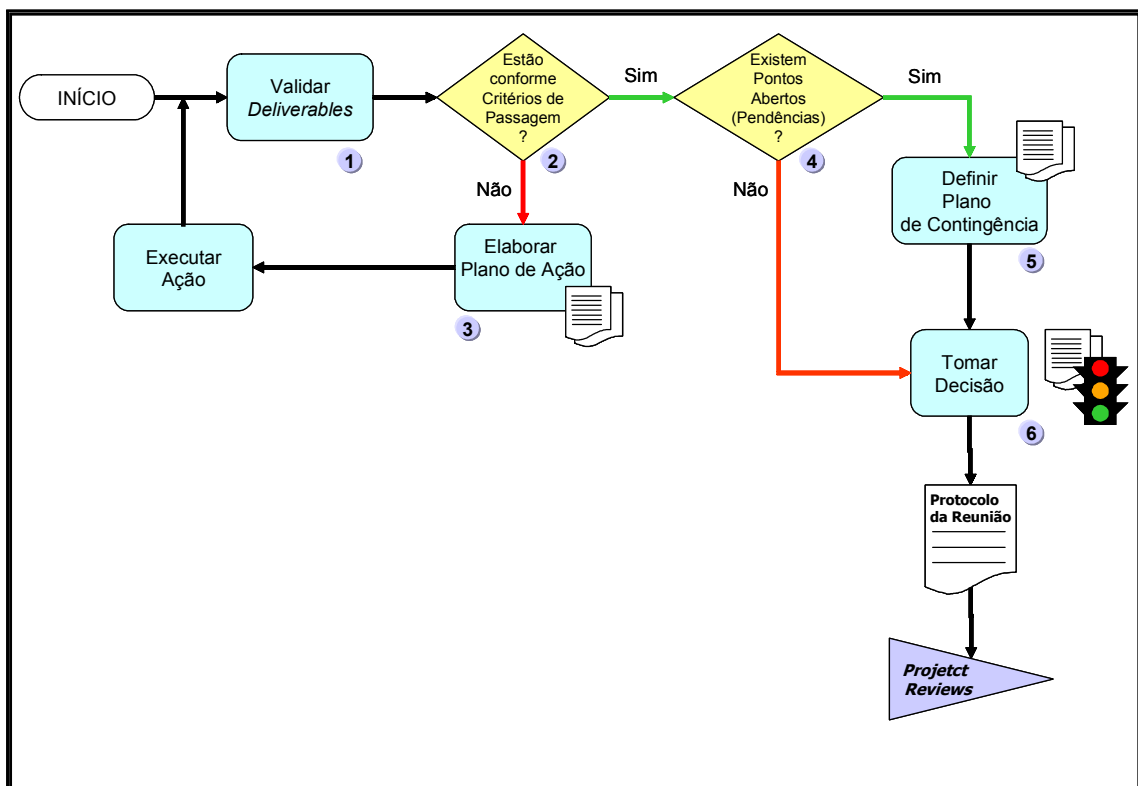 INÍCIO
Validar
Deliverables
1
Estão
conforme
Critérios de
Passagem
?
2
Sim
Existem
Pontos
Abertos
(Pendências)
?
4
Sim
Não
Não
Definir
Plano
de Contingência
5
Executar
Ação
Elaborar
Plano de Ação
3
Tomar
Decisão
6
Protocolo
da Reunião
Projetct
Reviews